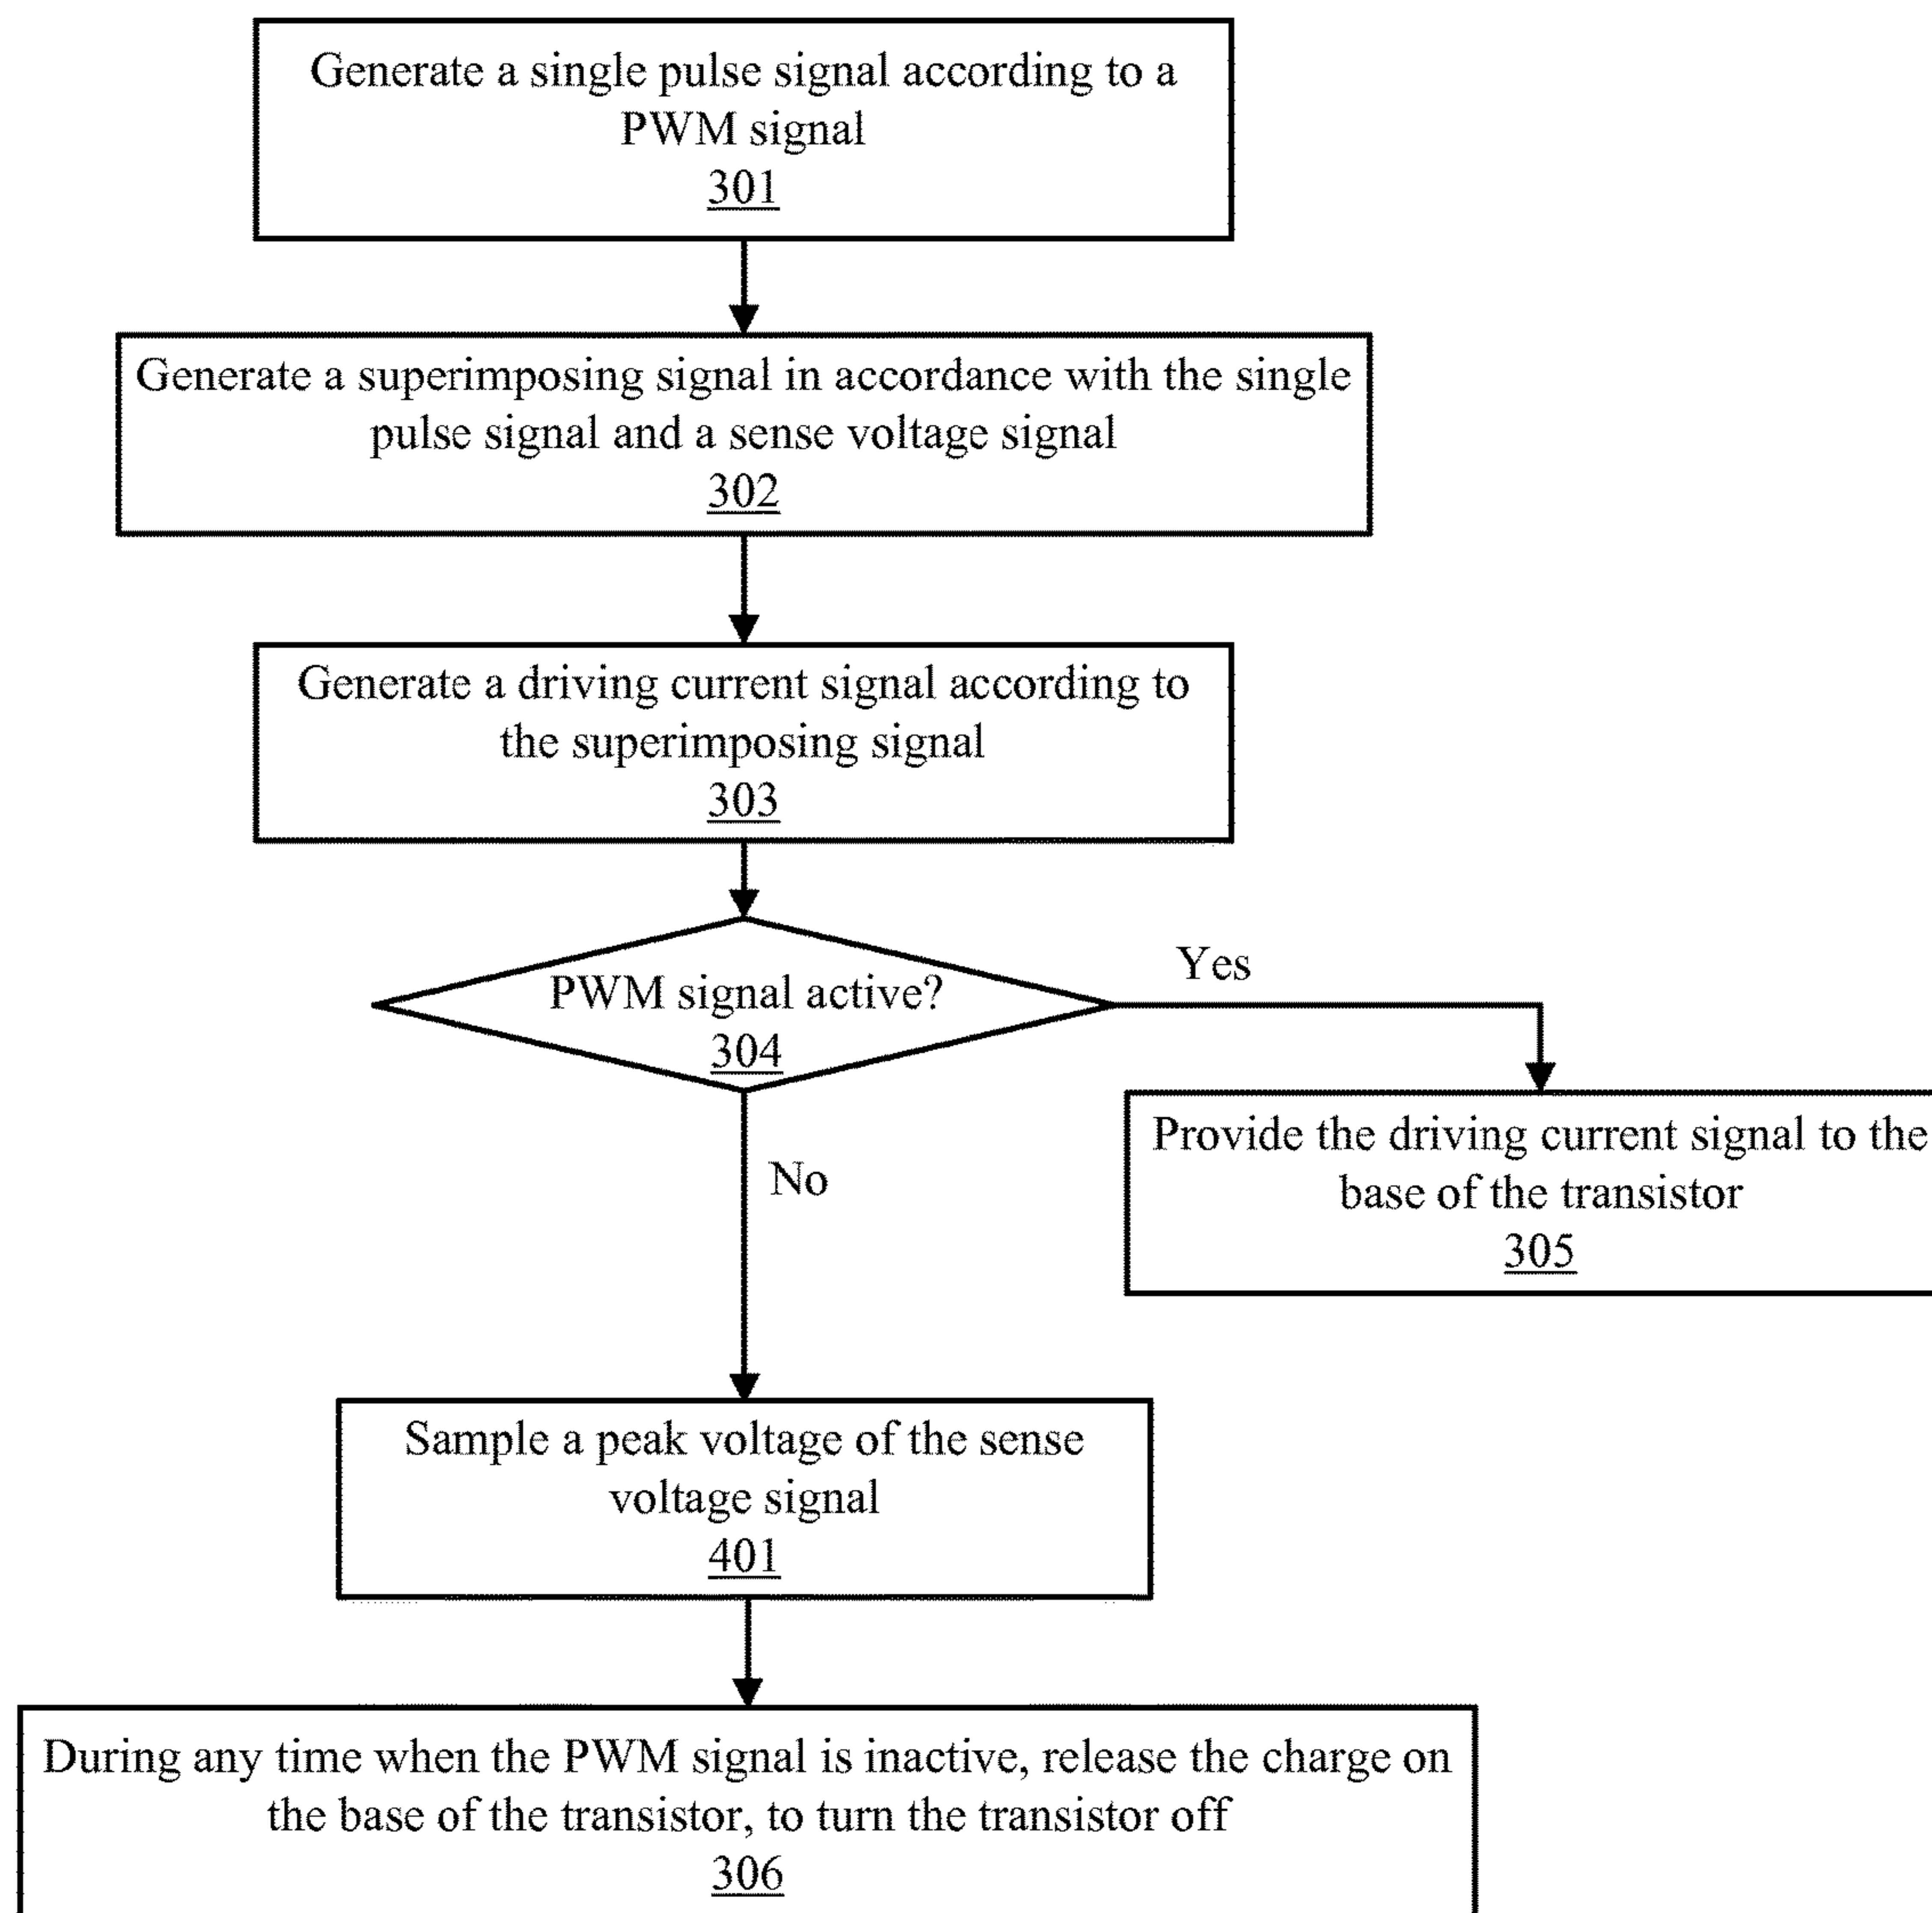 Generate a single pulse signal according to a
PWM signal
301
Generate a superimposing signal in accordance with the single
pulse signal and a sense voltage signal
302
Generate a driving current signal according to
the superimposing signal
303
PWM signal active?
304
Yes
No
Provide the driving current signal to the
base of the transistor
305
Sample a peak voltage of the sense
voltage signal
401
During any time when the PWM signal is inactive, release the charge on
the base of the transistor, to turn the transistor off
306